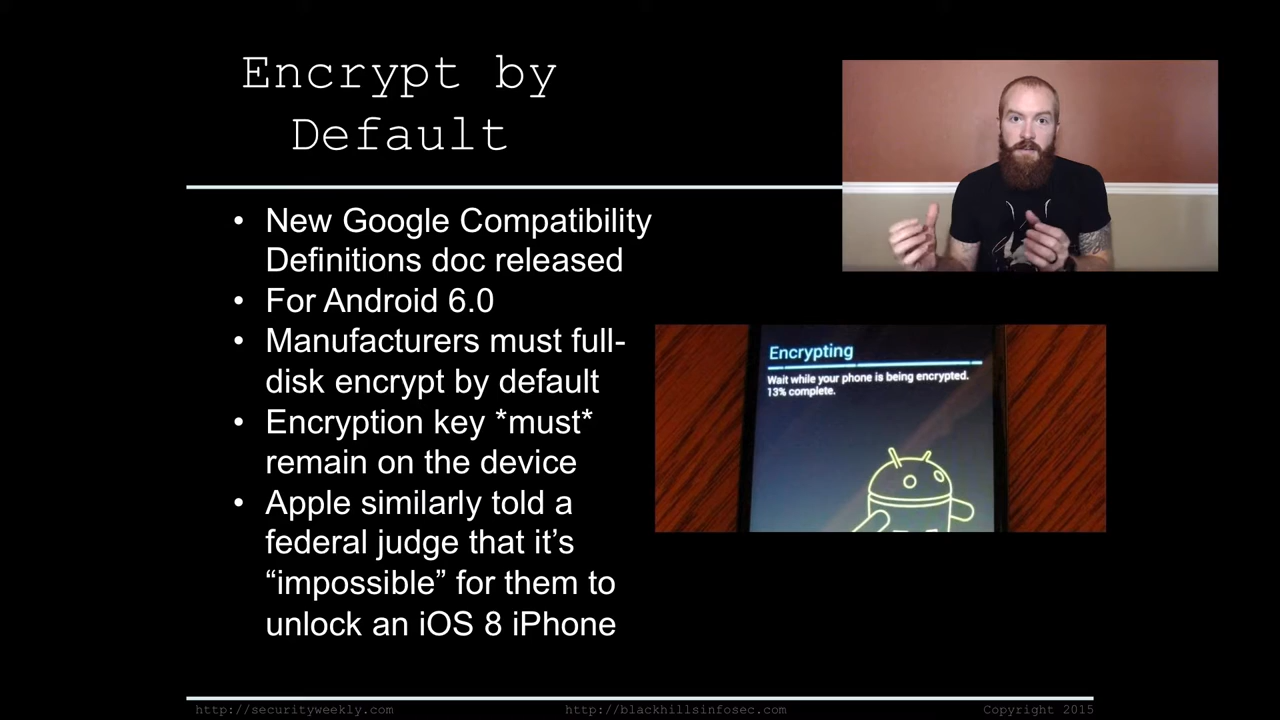 Encrypt by
Default
• New Google Compatibility
Definitions doc released
• For Android 6.0
• Manufacturers must full-
disk encrypt by default
• Encryption key *must*
remain on the device
• Apple similarly told a
federal judge that it’s
“impossible” for them to
unlock an iOS 8 iPhone
Encrypting
Wait while your phone is being encrypted.
13% complete.
http://securityweekly.com
http://blackhillsinfosec.com
Copyright 2015